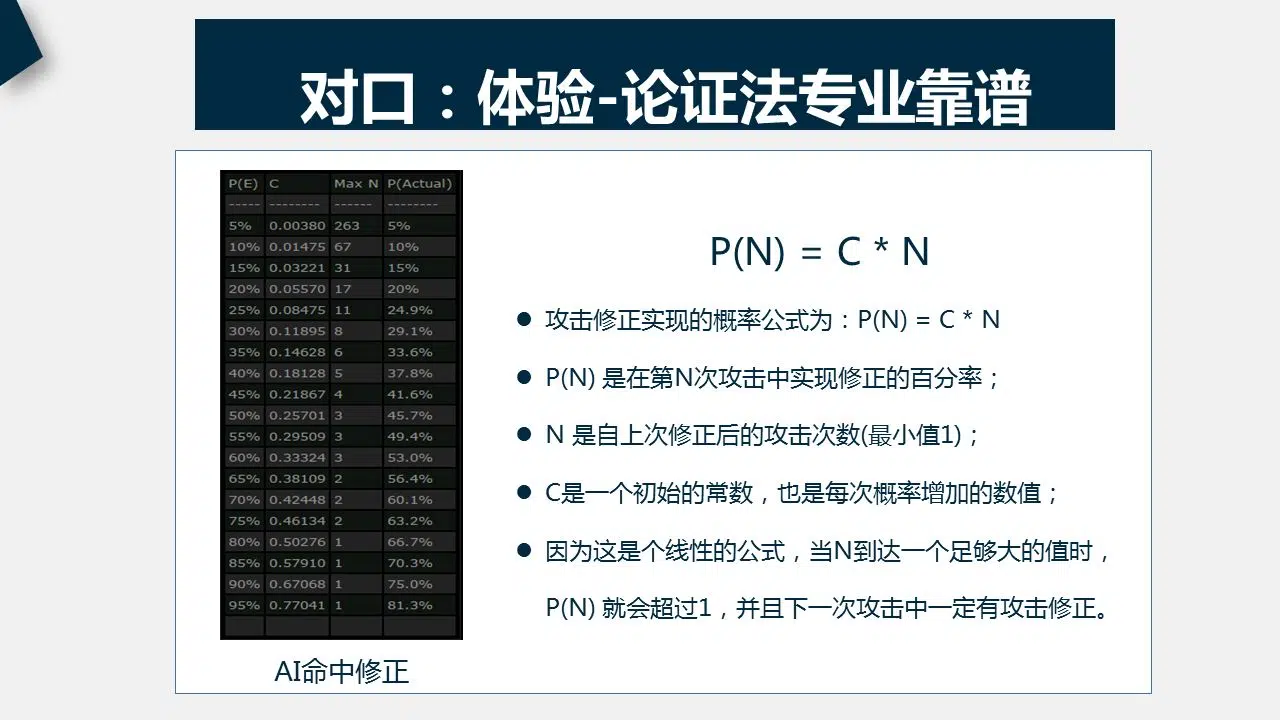 对口：体验-论证法专业靠谱
P(E) C Max N P(Actual)
----- -------- ------ --------
5% 0.00380 263 5%
10% 0.01475 67 10%
15% 0.03221 31 15%
20% 0.05570 17 20%
25% 0.08475 11 24.9%
30% 0.11895 8 29.1%
35% 0.14628 6 33.6%
40% 0.18128 5 37.8%
45% 0.21867 4 41.6%
50% 0.25701 3 45.7%
55% 0.29509 3 49.4%
60% 0.33324 3 53.0%
65% 0.38109 2 56.4%
70% 0.42448 2 60.1%
75% 0.46134 2 63.2%
80% 0.50276 1 66.7%
85% 0.57910 1 70.3%
90% 0.67068 1 75.0%
95% 0.77041 1 81.3%
AI命中修正
P(N) = C * N
● 攻击修正实现的概率公式为：P(N) = C * N
● P(N) 是在第N次攻击中实现修正的百分率；
● N 是自上次修正后的攻击次数(最小值1)；
● C是一个初始的常数，也是每次概率增加的数值；
● 因为这是个线性的公式，当N到达一个足够大的值时，
P(N) 就会超过1，并且下一次攻击中一定有攻击修正。